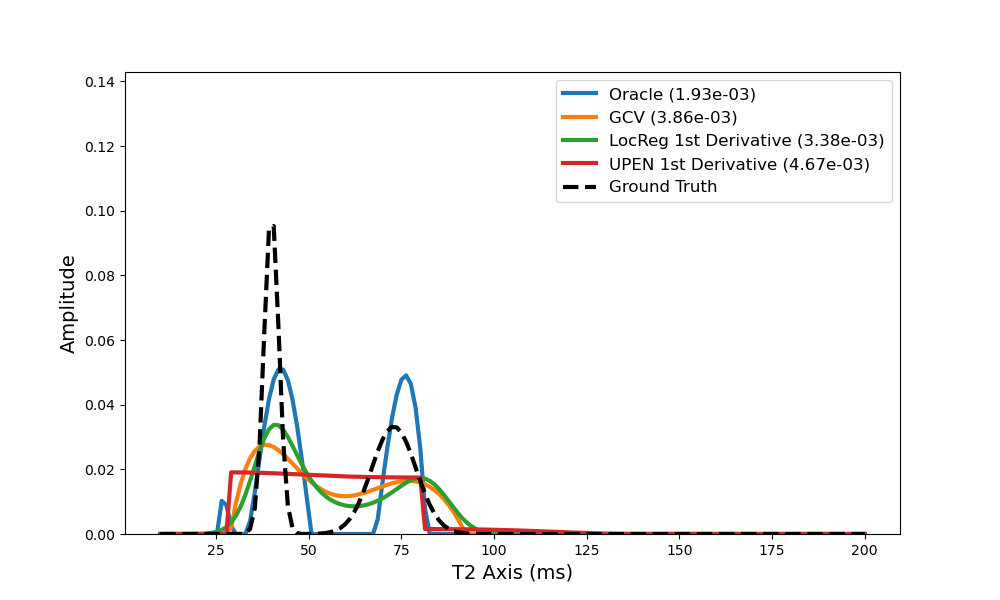 Oracle (1.93e-03)
GCV (3.86e-03)
LocReg 1st Derivative (3.38e-03)
UPEN 1st Derivative (4.67e-03)
Ground Truth
0.14
0.12
0.10
0.08
0.06
0.04
0.02
0.00
Amplitude
25 50 75 100 125 150 175 200
T2 Axis (ms)